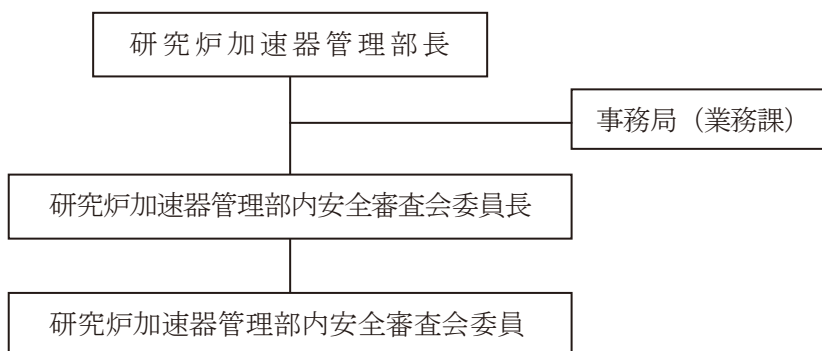 研究炉加速器管理部長
事務局（業務課）
研究炉加速器管理部内安全審査会委員長
研究炉加速器管理部内安全審査会委員